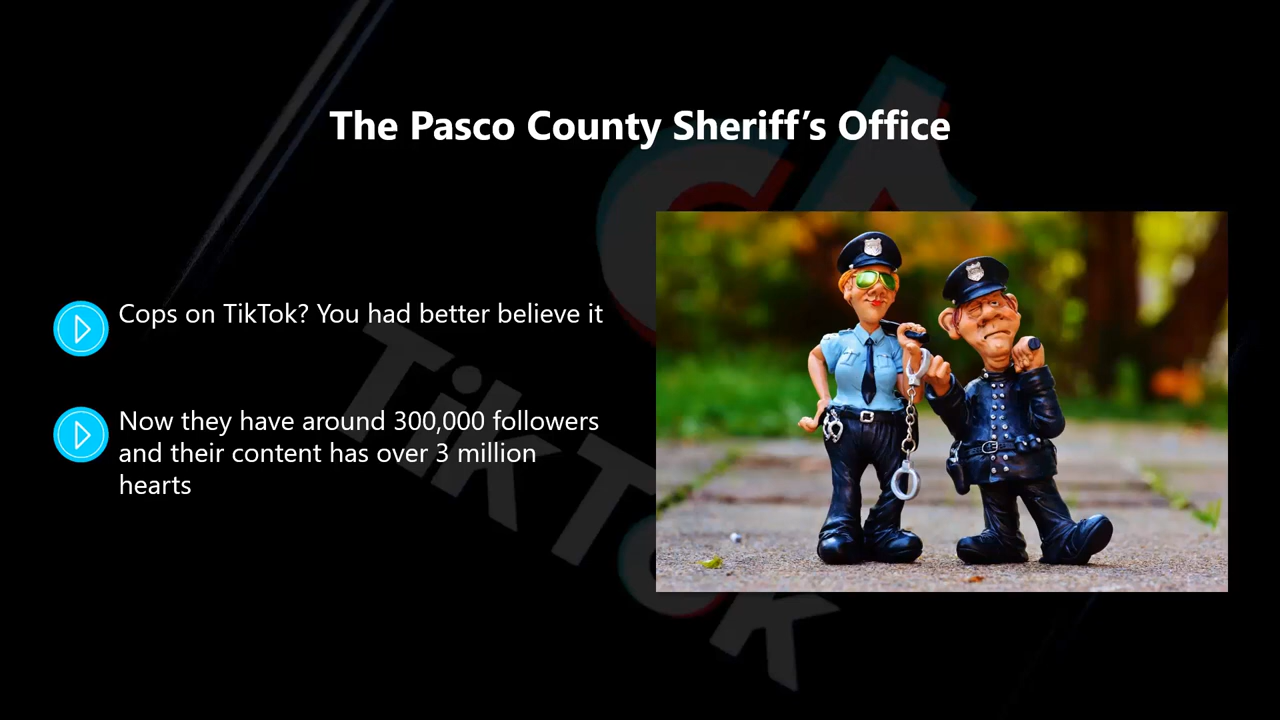 The Pasco County Sheriff’s Office
Cops on TikTok? You had better believe it
Now they have around 300,000 followers
and their content has over 3 million
hearts
TikTok